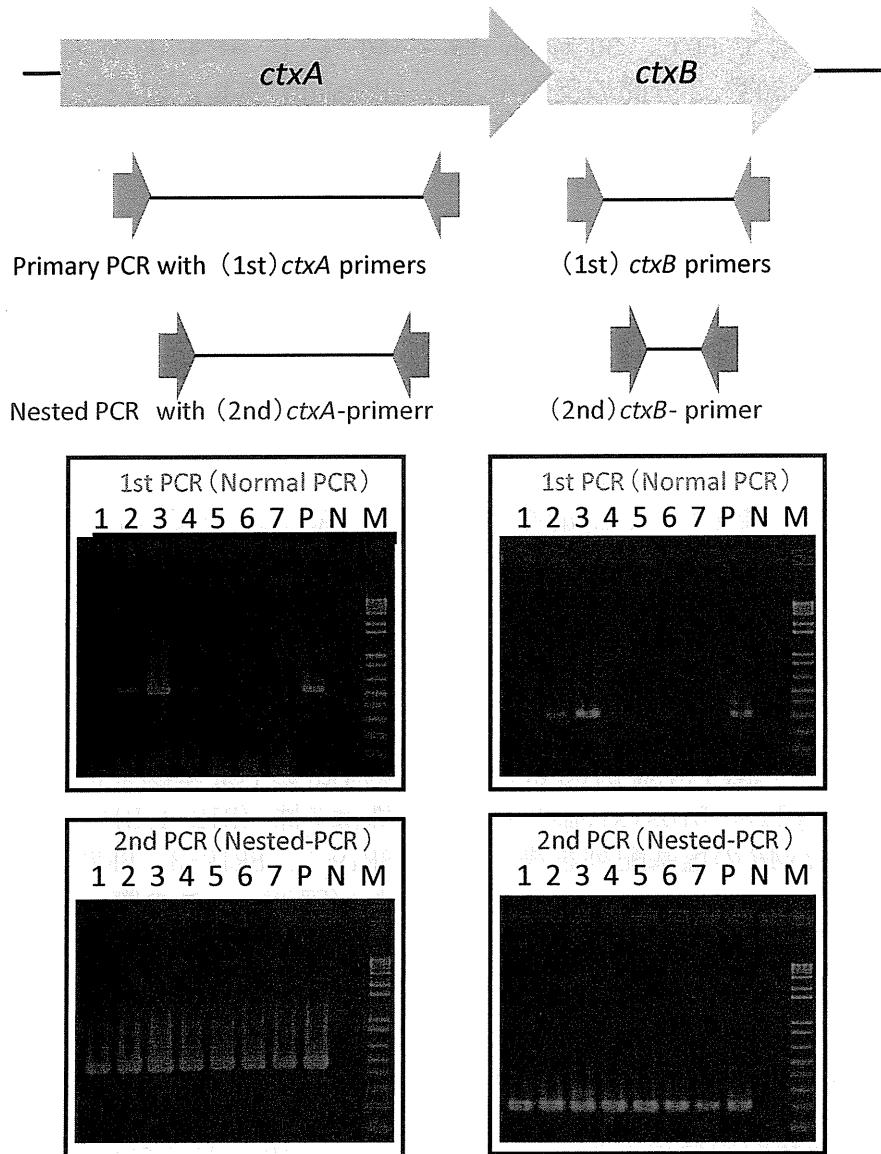 ctxA ctxB
Primary PCR with (1st) ctxA primers (1st) ctxB primers
Nested PCR with (2nd) ctxA-primerr (2nd) ctxB- primer
1st PCR (Normal PCR)
1 2 3 4 5 6 7 P N M
1st PCR (Normal PCR)
1 2 3 4 5 6 7 P N M
2nd PCR (Nested-PCR)
1 2 3 4 5 6 7 P N M
2nd PCR (Nested-PCR)
1 2 3 4 5 6 7 P N M